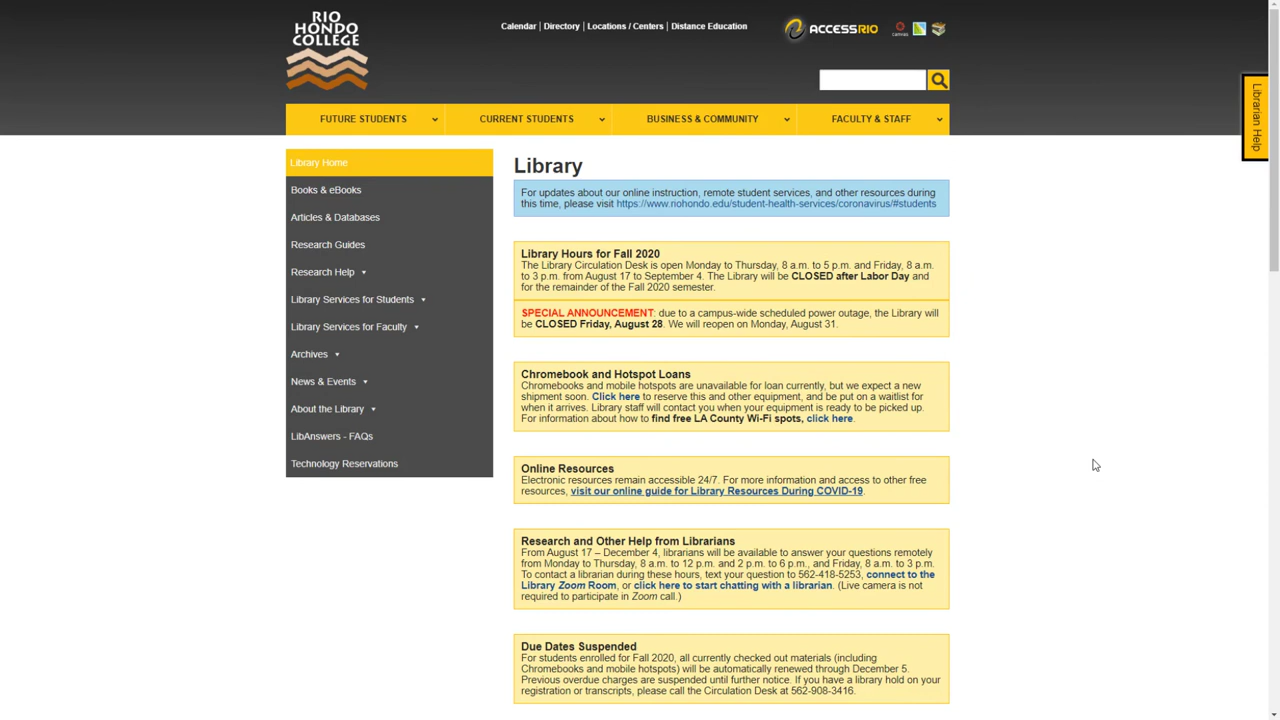 RIO
HONDO
COLLEGE
Calendar | Directory | Locations / Centers | Distance Education
ACCESSRIO
FUTURE STUDENTS
CURRENT STUDENTS
BUSINESS & COMMUNITY
FACULTY & STAFF
Librarian Help
Library Home
Books & eBooks
Articles & Databases
Research Guides
Research Help
Library Services for Students
Library Services for Faculty
Archives
News & Events
About the Library
LibAnswers - FAQs
Technology Reservations
Library
For updates about our online instruction, remote student services, and other resources during
this time, please visit https://www.riohondo.edu/student-health-services/coronavirus/#students
Library Hours for Fall 2020
The Library Circulation Desk is open Monday to Thursday, 8 a.m. to 5 p.m. and Friday, 8 a.m.
to 3 p.m. from August 17 to September 4. The Library will be CLOSED after Labor Day and
for the remainder of the Fall 2020 semester.
SPECIAL ANNOUNCEMENT: due to a campus-wide scheduled power outage, the Library will
be CLOSED Friday, August 28. We will reopen on Monday, August 31.
Chromebook and Hotspot Loans
Chromebooks and mobile hotspots are unavailable for loan currently, but we expect a new
shipment soon. Click here to reserve this and other equipment, and be put on a waitlist for
when it arrives. Library staff will contact you when your equipment is ready to be picked up.
For information about how to find free LA County Wi-Fi spots, click here.
Online Resources
Electronic resources remain accessible 24/7. For more information and access to other free
resources, visit our online guide for Library Resources During COVID-19.
Research and Other Help from Librarians
From August 17 – December 4, librarians will be available to answer your questions remotely
from Monday to Thursday, 8 a.m. to 12 p.m. and 2 p.m. to 6 p.m., and Friday, 8 a.m. to 3 p.m.
To contact a librarian during these hours, text your question to 562-418-5253, connect to the
Library Zoom Room, or click here to start chatting with a librarian. (Live camera is not
required to participate in Zoom call.)
Due Dates Suspended
For students enrolled for Fall 2020, all currently checked out materials (including
Chromebooks and mobile hotspots) will be automatically renewed through December 5.
Previous overdue charges are suspended until further notice. If you have a library hold on your
registration or transcripts, please call the Circulation Desk at 562-908-3416.